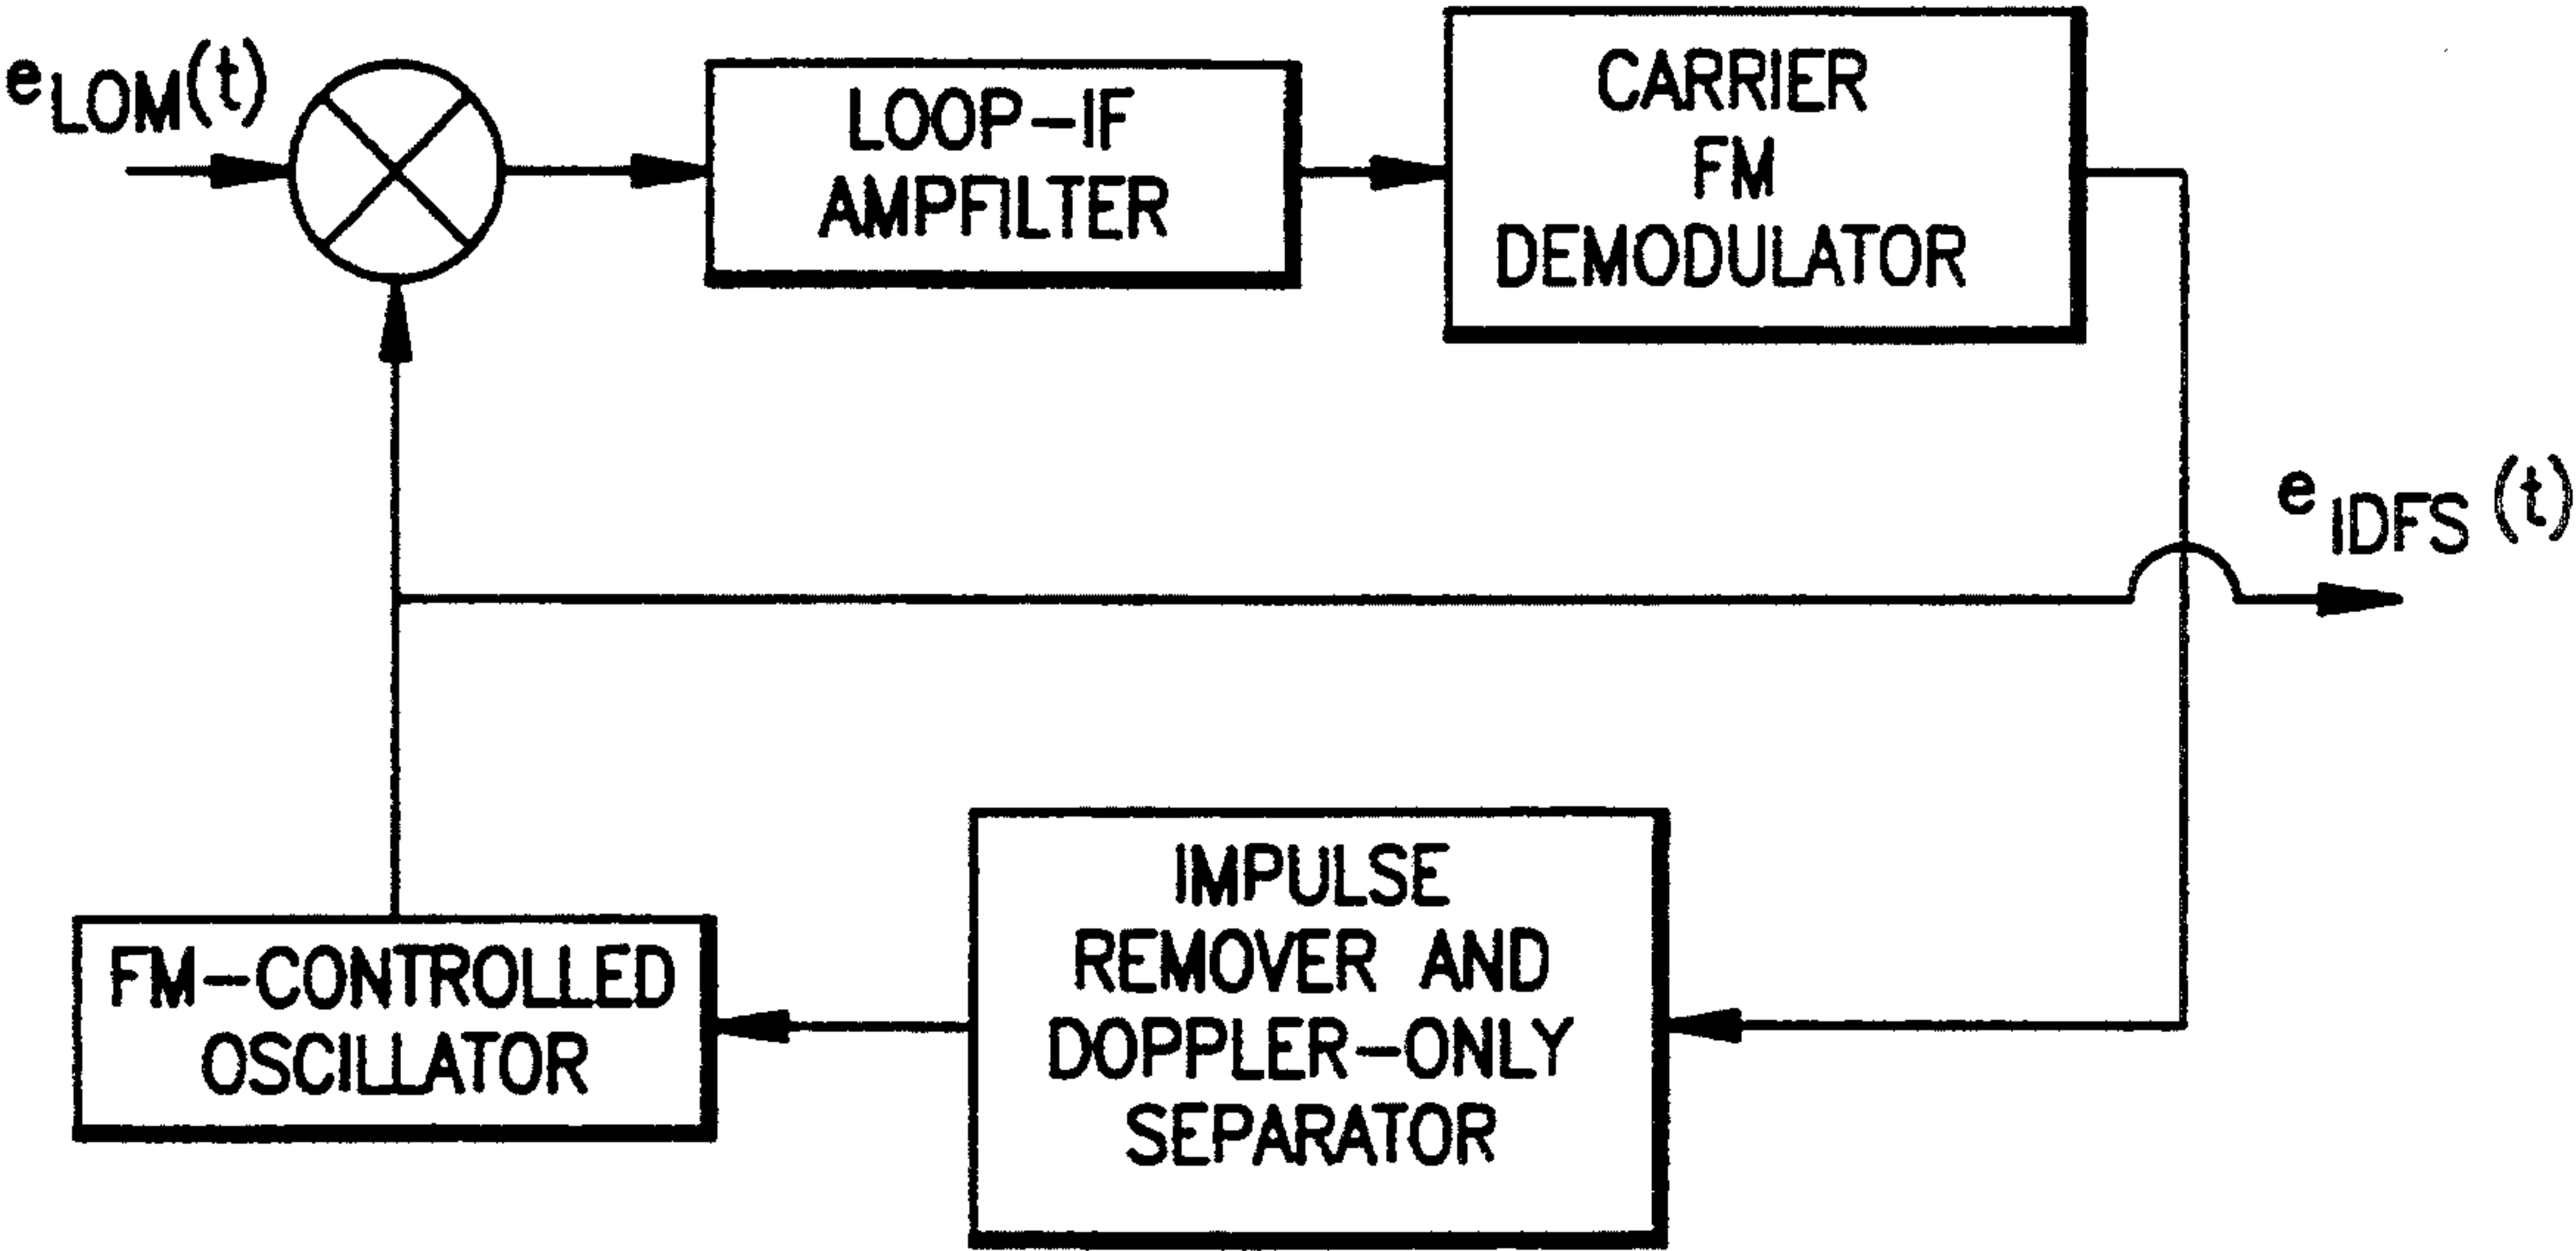 eLOM(t)
LOOP-IF
AMPFILTER
CARRIER
FM
DEMODULATOR
eIDFS (t)
IMPULSE
REMOVER AND
DOPPLER-ONLY
SEPARATOR
FM-CONTROLLED
OSCILLATOR